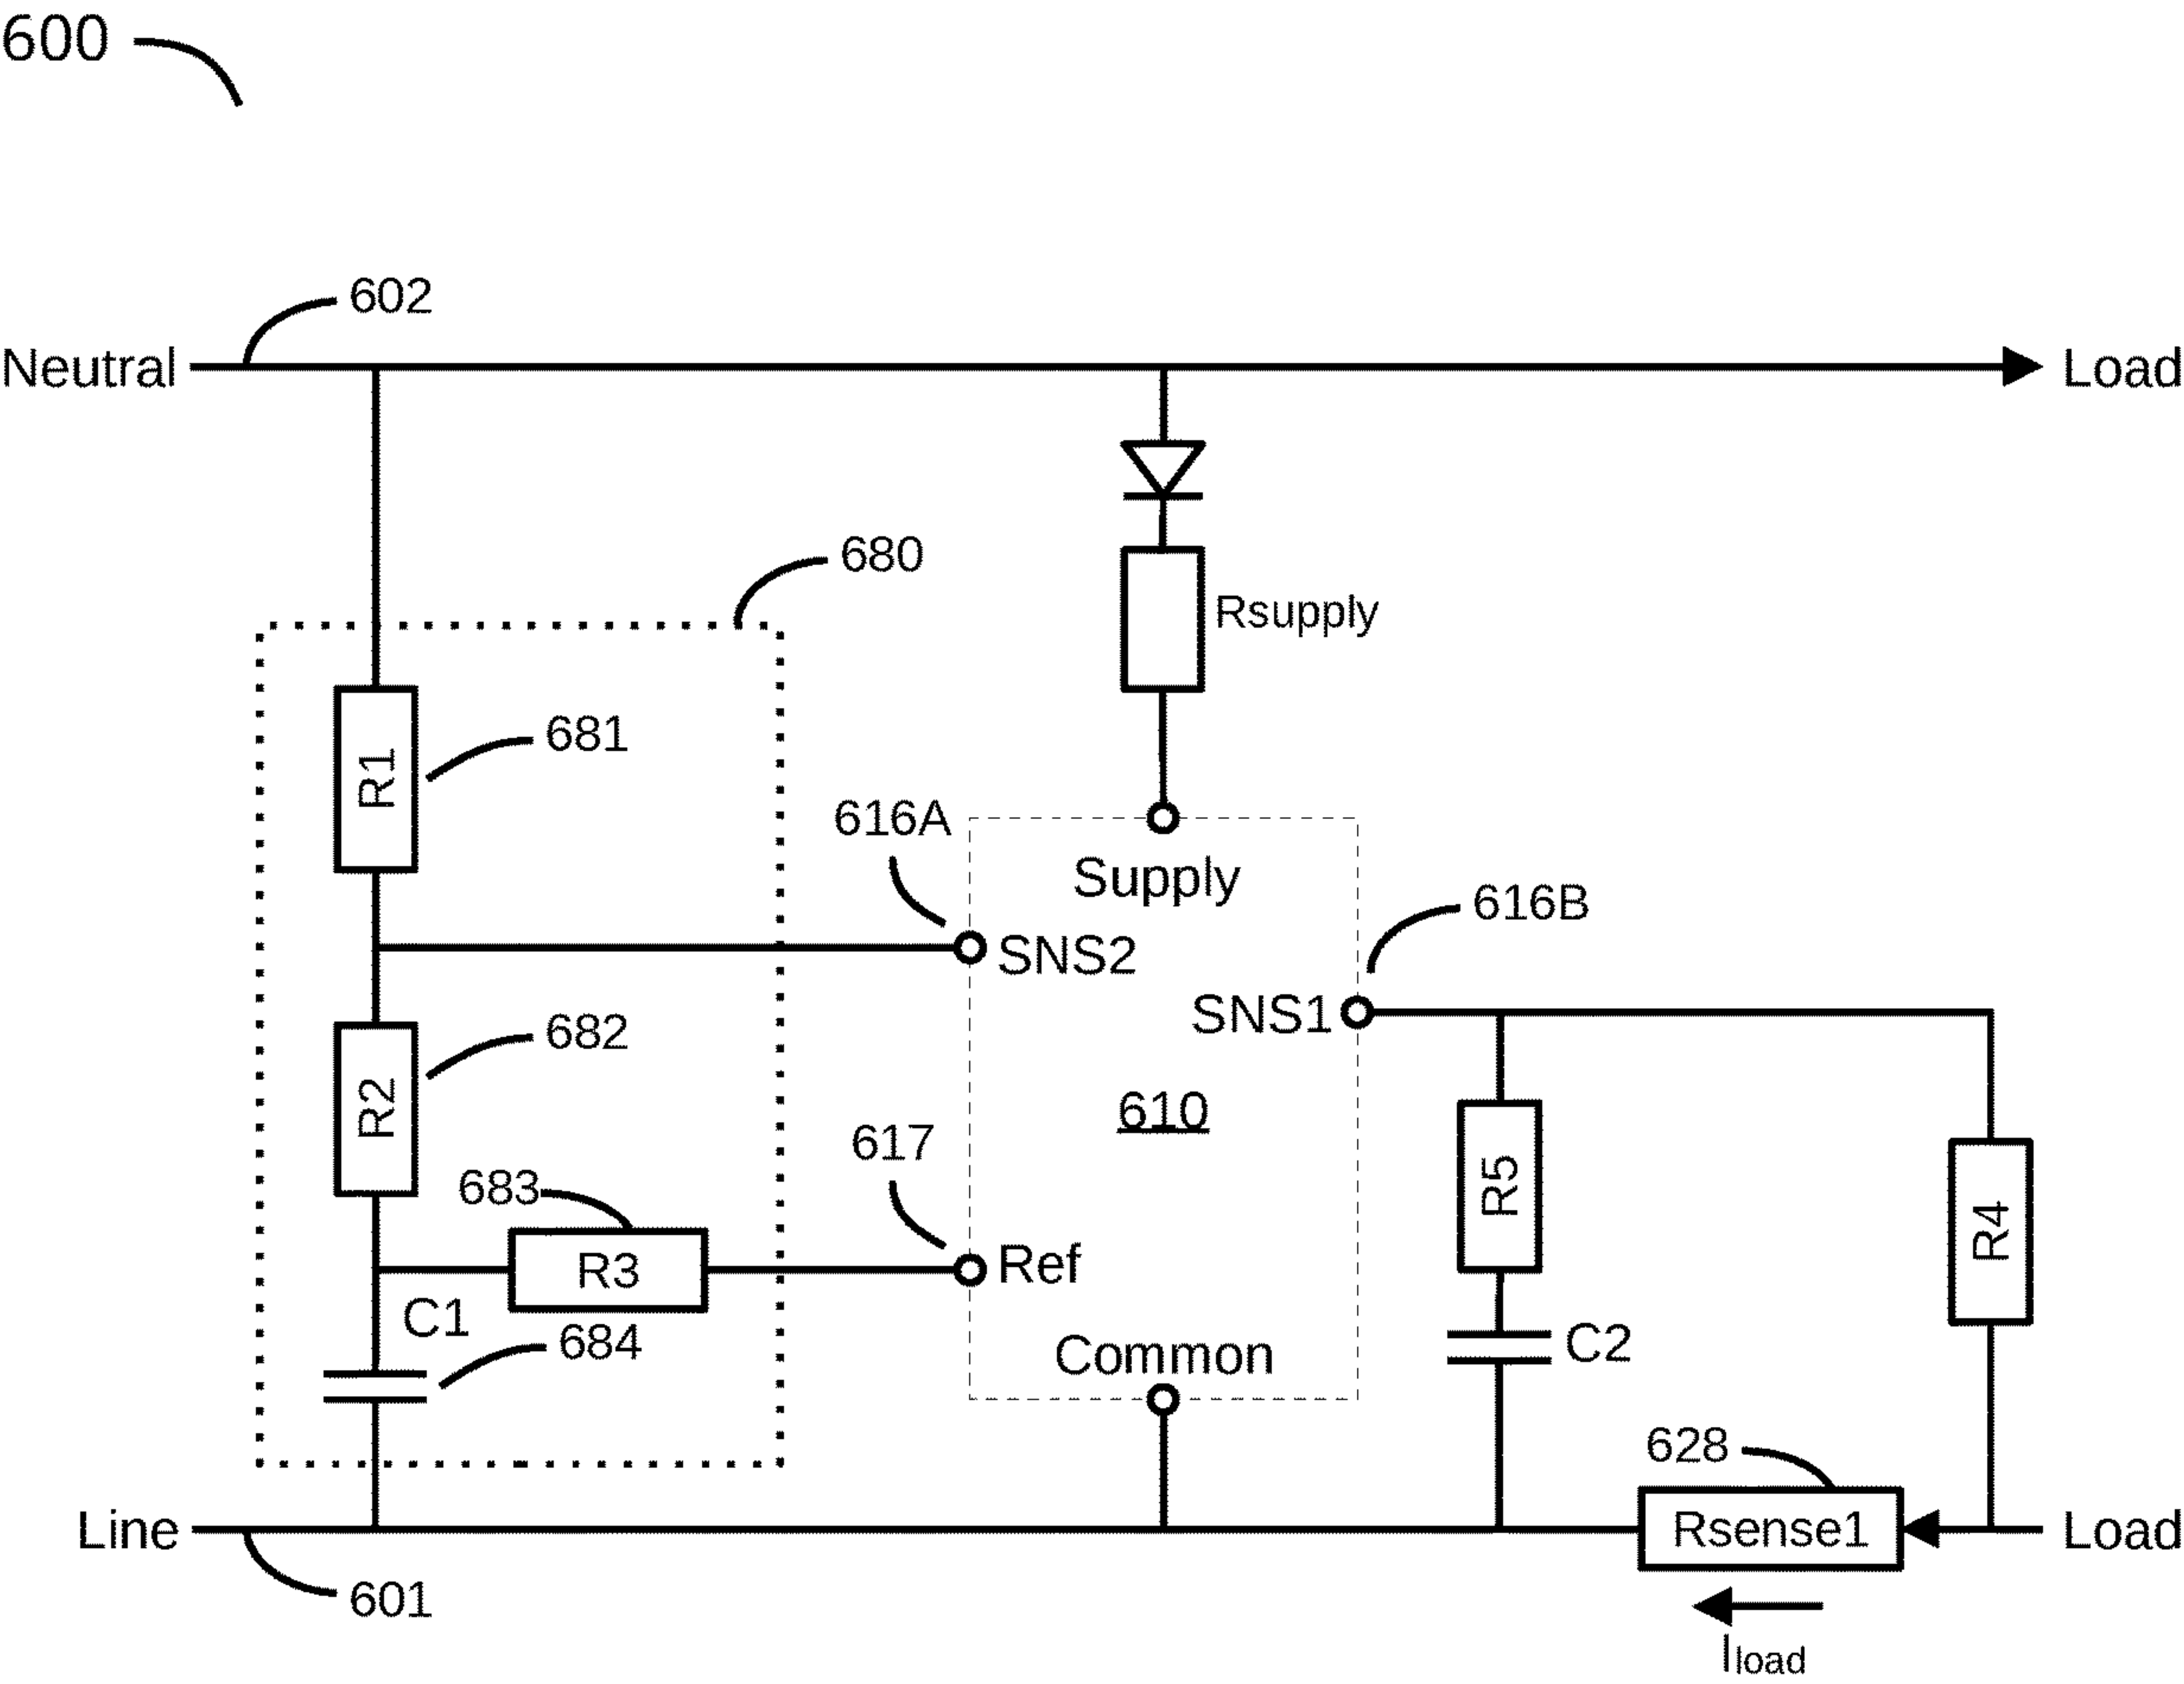 600
602
Neutral
Load
680
Rsupply
R1
681
616A
Supply
616B
SNS2
SNS1
R2
682
610
617
683
R3
Ref
R5
R4
C1
684
Common
C2
628
Line
Rsense1
Load
601
Iload